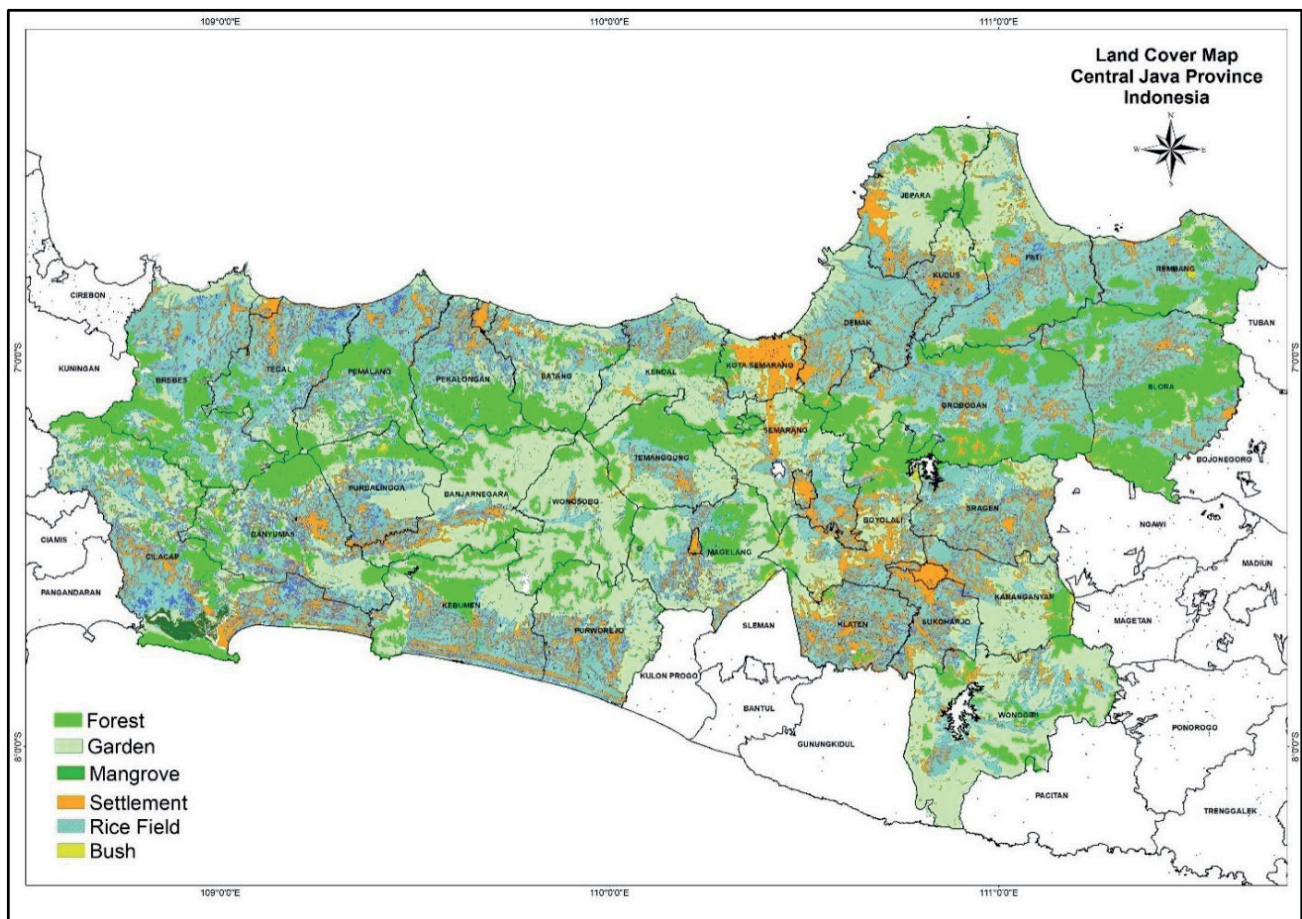 109°0'0"E 110°0'0"E 111°0'0"E
Land Cover Map
Central Java Province
Indonesia
N
W E
S
JEPARA
PATI
KUDUS
REMBANG
CIREBON
DEMAK
TUBAN
7°0'0"S 7°0'0"S
KUNINGAN
BREBES TEGAL PEMALANG PEKALONGAN BATANG KENDAL KOTA SEMARANG
BLORA
GROBOGAN
SEMARANG
TEMANGGUNG
BOJONEGORO
PURBALINGGA BANJARNEGARA WONOSOBO
SRAGEN
BOYOLALI
NGAWI
CIAMIS
BANYUMAS
CILACAP
MAGELANG
MADIUN
PANGANDARAN
KEBUMEN
KARANGANYAR
MAGETAN
PURWOREJO
SLEMAN
KLATEN SUKOHARJO
KULON PROGO
BANTUL
WONOGIRI
PONOROGO
GUNUNGKIDUL
8°0'0"S 8°0'0"S
PACITAN
TRENGGALEK
Forest
Garden
Mangrove
Settlement
Rice Field
Bush
109°0'0"E 110°0'0"E 111°0'0"E